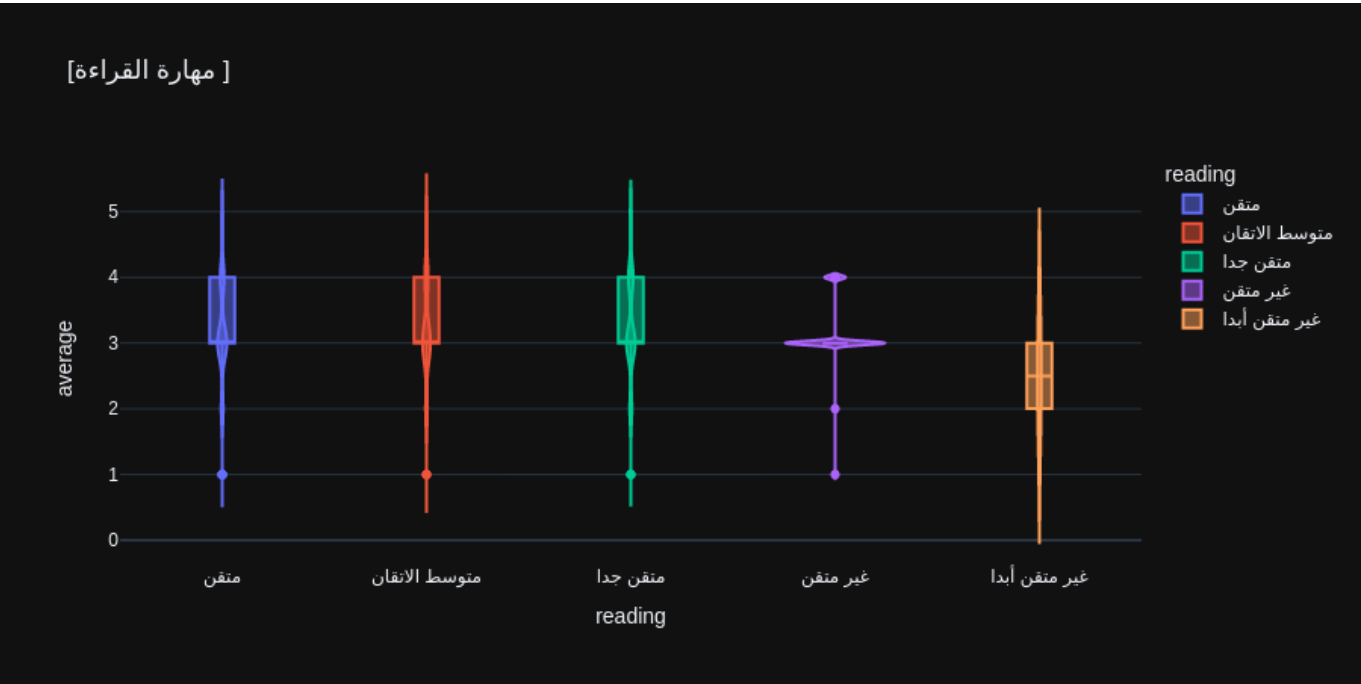 [ مهارة القراءة]
reading
متقن
متوسط الاتقان
متقن جدا
غير متقن
غير متقن أبدا
average
5
4
3
2
1
0
متقن
متوسط الاتقان
متقن جدا
غير متقن
غير متقن أبدا
reading